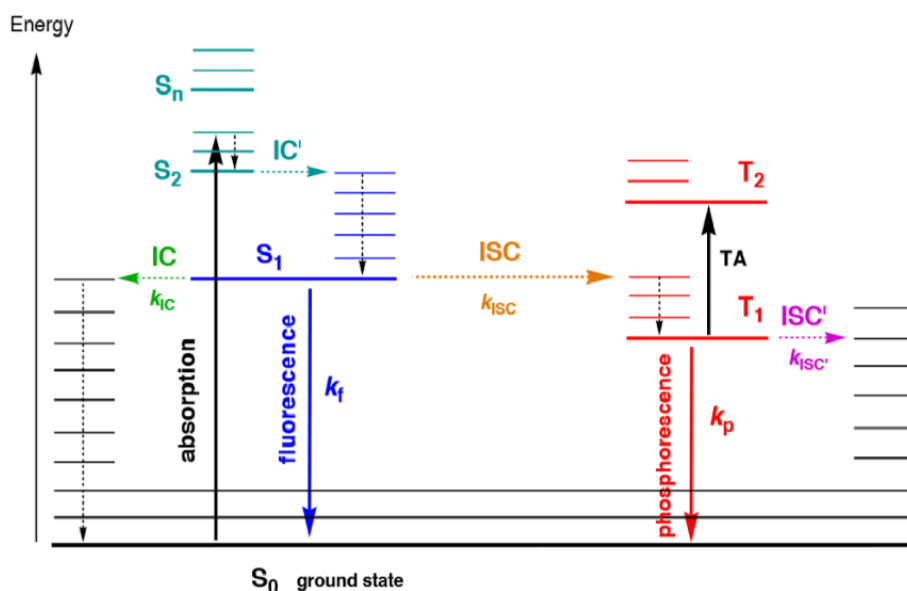 Energy
Sn
S2
IC'
T2
IC
S1
ISC
TA
kIC
kISC
T1
ISC'
kISC'
absorption
fluorescence
kf
phosphorescence
kp
S0 ground state